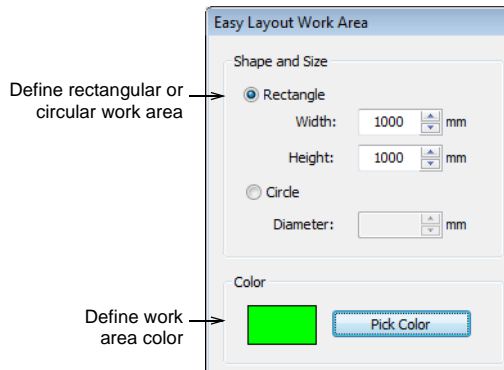 Easy Layout Work Area
Shape and Size
Define rectangular or
circular work area
Rectangle
Width: 1000 mm
Height: 1000 mm
Circle
Diameter: mm
Color
Define work
area color
Pick Color